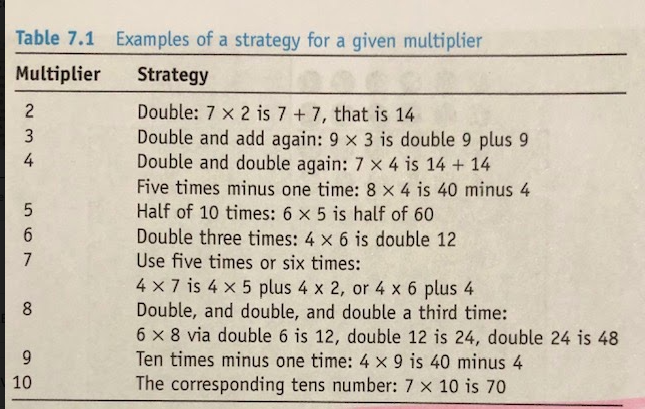 Table 7.1 Examples of a strategy for a given multiplier
Multiplier Strategy
2 Double: 7 × 2 is 7 + 7, that is 14
3 Double and add again: 9 × 3 is double 9 plus 9
4 Double and double again: 7 × 4 is 14 + 14
Five times minus one time: 8 × 4 is 40 minus 4
5 Half of 10 times: 6 × 5 is half of 60
6 Double three times: 4 × 6 is double 12
7 Use five times or six times:
4 × 7 is 4 × 5 plus 4 x 2, or 4 x 6 plus 4
8 Double, and double, and double a third time:
6 × 8 via double 6 is 12, double 12 is 24, double 24 is 48
9 Ten times minus one time: 4 × 9 is 40 minus 4
10 The corresponding tens number: 7 × 10 is 70